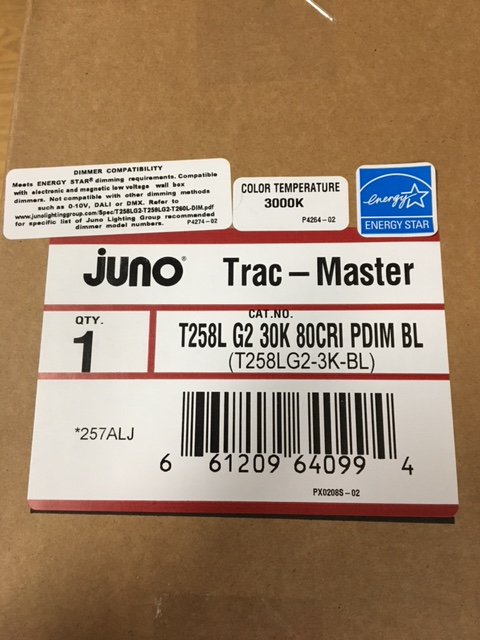 DIMMER COMPATIBILITY
Meets ENERGY STAR® dimming requirements. Compatible
with electronic and magnetic low voltage wall box
dimmers. Not compatible with other dimming methods
such as 0-10V, DALI or DMX. Refer to
www.junolightinggroup.com/Spec/T258LG2-T259LG2-T260L-DIM.pdf
for specific list of Juno Lighting Group recommended
dimmer model numbers. P4274-02
COLOR TEMPERATURE
3000K
P4264-02
energy
ENERGY STAR
juno® Trac-Master
QTY.
1
CAT.NO.
T258L G2 30K 80CRI PDIM BL
(T258LG2-3K-BL)
*257ALJ
6 61209 64099 4
PX0208S-02